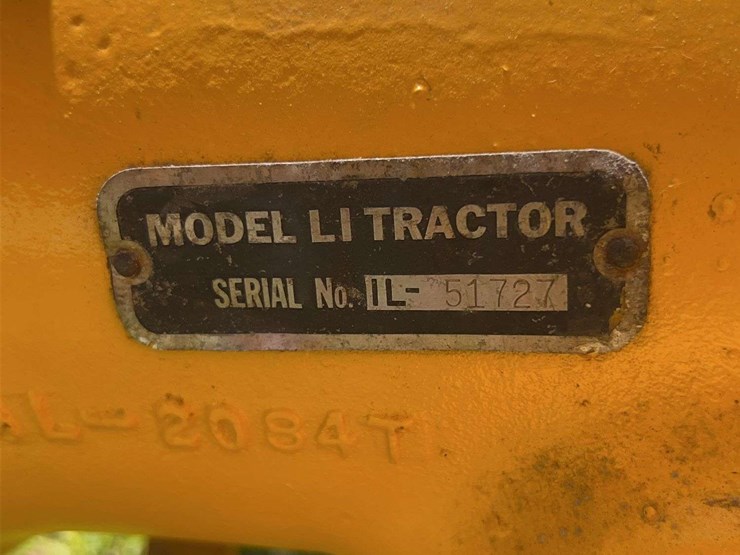 MODEL LI TRACTOR
SERIAL No. IL- 51727
AL-2084T